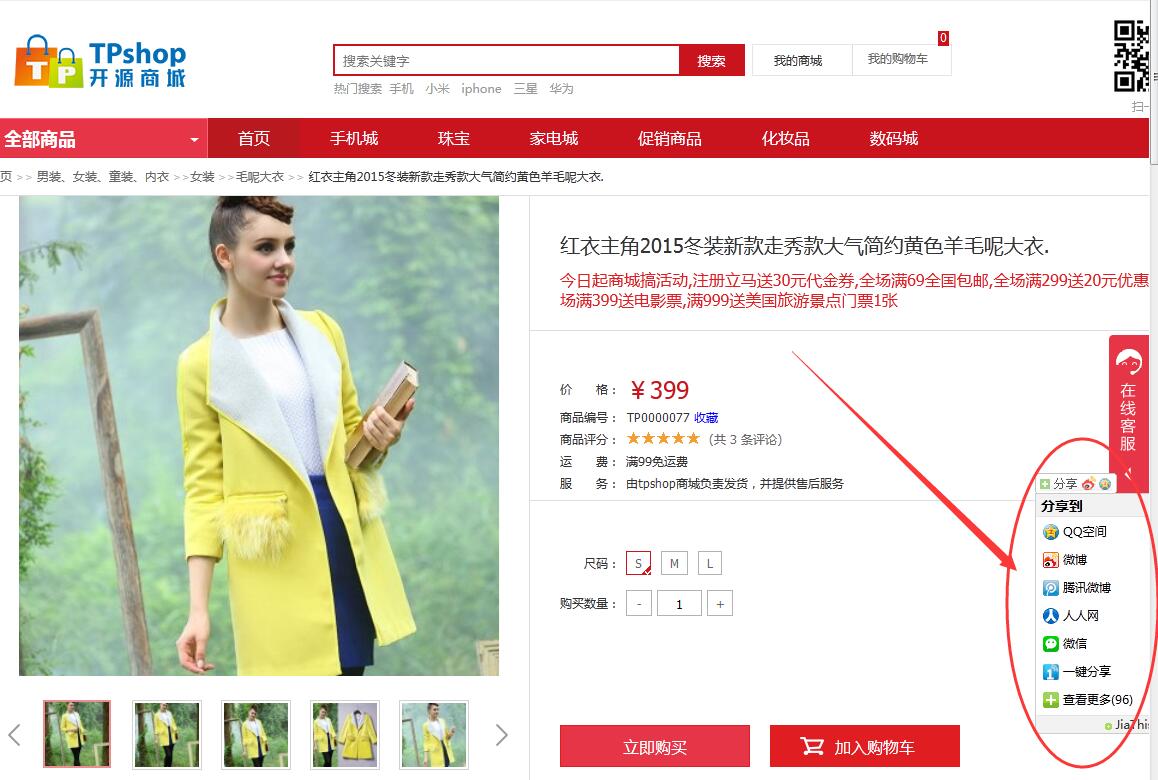 TPshop
开源商城
搜索关键字
搜索
我的商城
我的购物车
0
热门搜索 手机 小米 iphone 三星 华为
扫一
全部商品
首页 手机城 珠宝 家电城 促销商品 化妆品 数码城
页 >> 男装、女装、童装、内衣 >>女装 >>毛呢大衣 >> 红衣主角2015冬装新款走秀款大气简约黄色羊毛呢大衣.
红衣主角2015冬装新款走秀款大气简约黄色羊毛呢大衣.
今日起商城搞活动,注册立马送30元代金券,全场满69全国包邮,全场满299送20元优惠
场满399送电影票,满999送美国旅游景点门票1张
价 格： ¥399
商品编号： TP0000077 收藏
商品评分： (共 3 条评论)
运 费： 满99免运费
服 务： 由tpshop商城负责发货，并提供售后服务
在线客服
尺码： S M L
购买数量： - 1 +
分享
分享到
QQ空间
微博
腾讯微博
人人网
微信
一键分享
查看更多(96)
JiaThis
立即购买
加入购物车